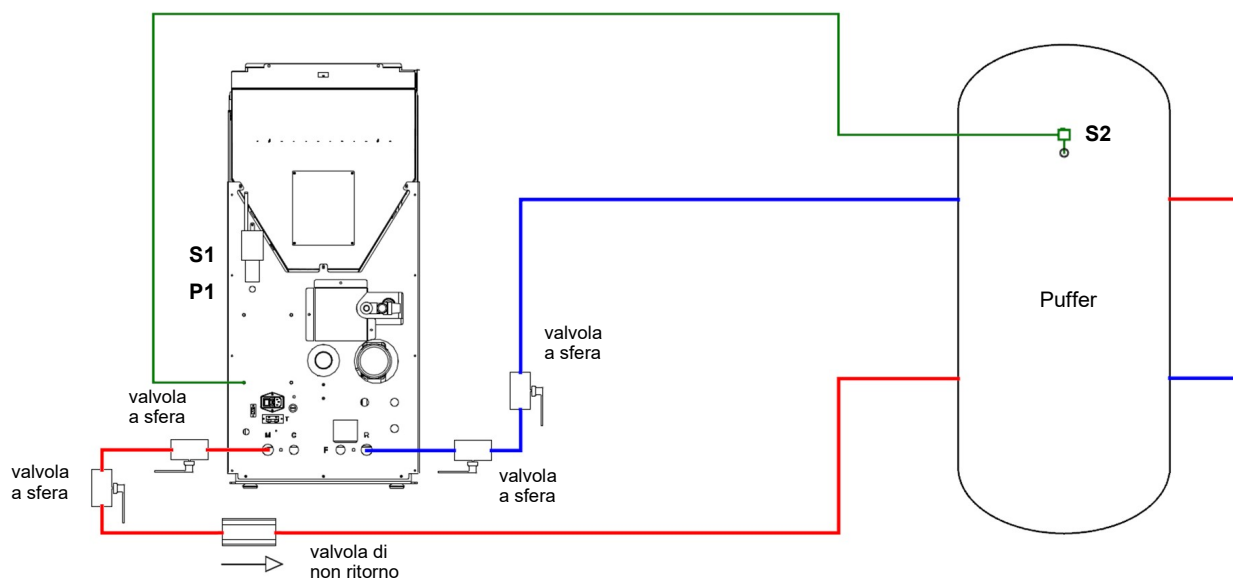 S2
S1
P1
Puffer
valvola
a sfera
valvola
a sfera
T
M
C
F
R
valvola
a sfera
valvola
a sfera
valvola di
non ritorno